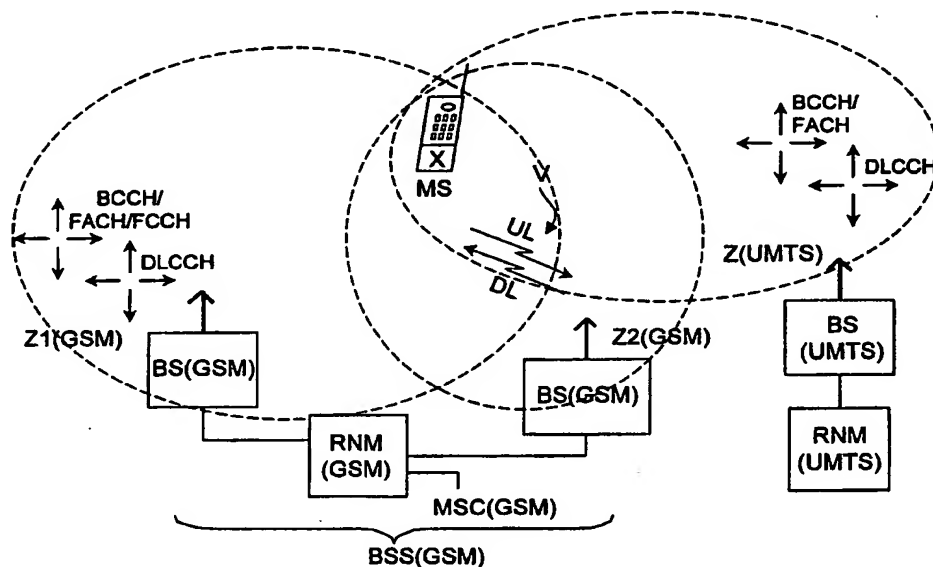 BCCH/
FACH
DLCCH
X
MS
V
BCCH/
FACH/FCCH
UL
DLCCH
DL
Z(UMTS)
Z1(GSM)
Z2(GSM)
BS(GSM)
BS(GSM)
BS
(UMTS)
RNM
(GSM)
RNM
(UMTS)
MSC(GSM)
BSS(GSM)